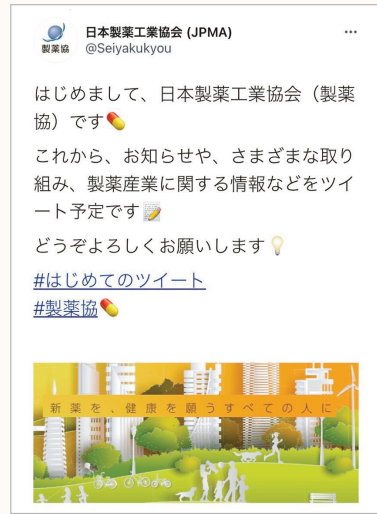 日本製薬工業協会 (JPMA)
製薬協
@Seiyakukyou
はじめまして、日本製薬工業協会（製薬
協）です💊
これから、お知らせや、さまざまな取り
組み、製薬産業に関する情報などをツイ
ート予定です📝
どうぞよろしくお願いします💡
#はじめてのツイート
#製薬協💊
新薬を、健康を願うすべての人に